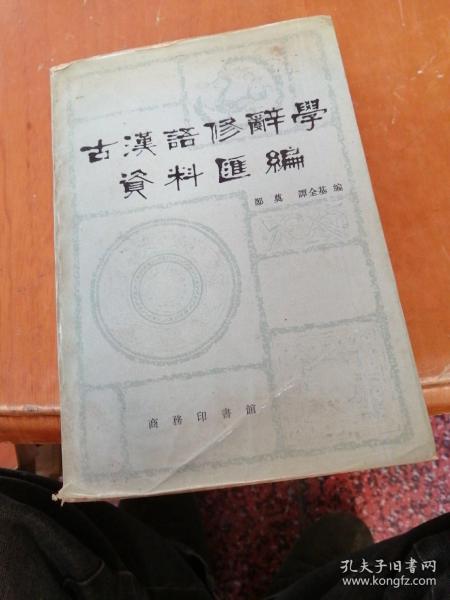 古漢語修辭學
資料匯編
鄭奠 譚全基 編
商務印書館
孔夫子旧书网
www.kongfz.com